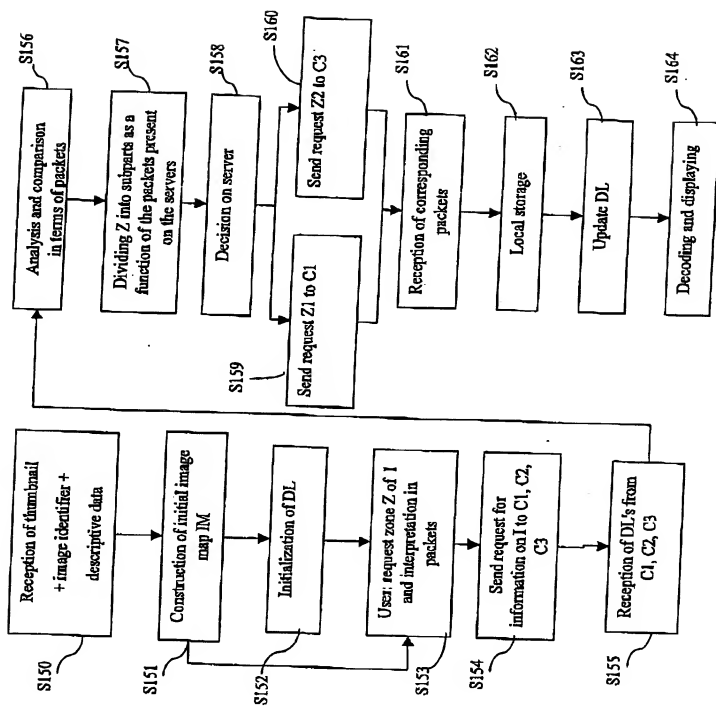 S150
Reception of thumbnail
+ image identifier +
descriptive data
S151
Construction of initial image
map IM
S152
Initialization of DL
S153
User: request zone Z of I
and interpretation in
packets
S154
Send request for
information on I to C1, C2,
C3
S155
Reception of DL's from
C1, C2, C3
S156
Analysis and comparison
in terms of packets
S157
Dividing Z into subparts as a
function of the packets present
on the servers
S158
Decision on server
S159
Send request Z1 to C1
S160
Send request Z2 to C3
S161
Reception of corresponding
packets
S162
Local storage
S163
Update DL
S164
Decoding and displaying